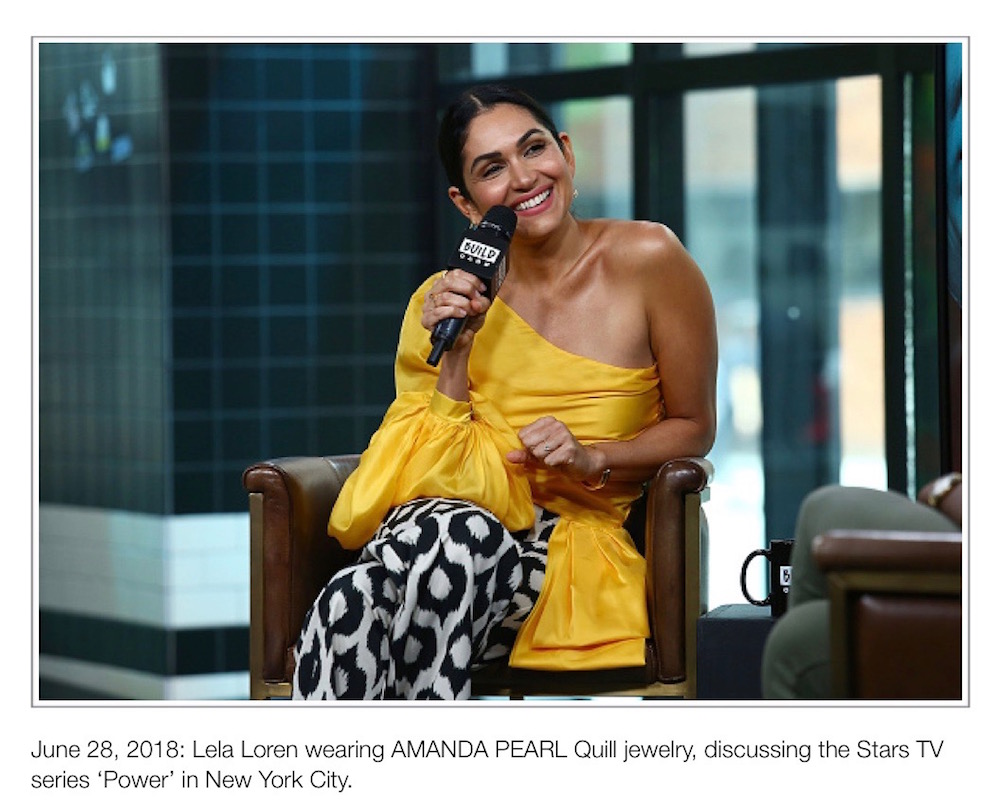 BUILD
B
June 28, 2018: Lela Loren wearing AMANDA PEARL Quill jewelry, discussing the Stars TV
series ‘Power’ in New York City.